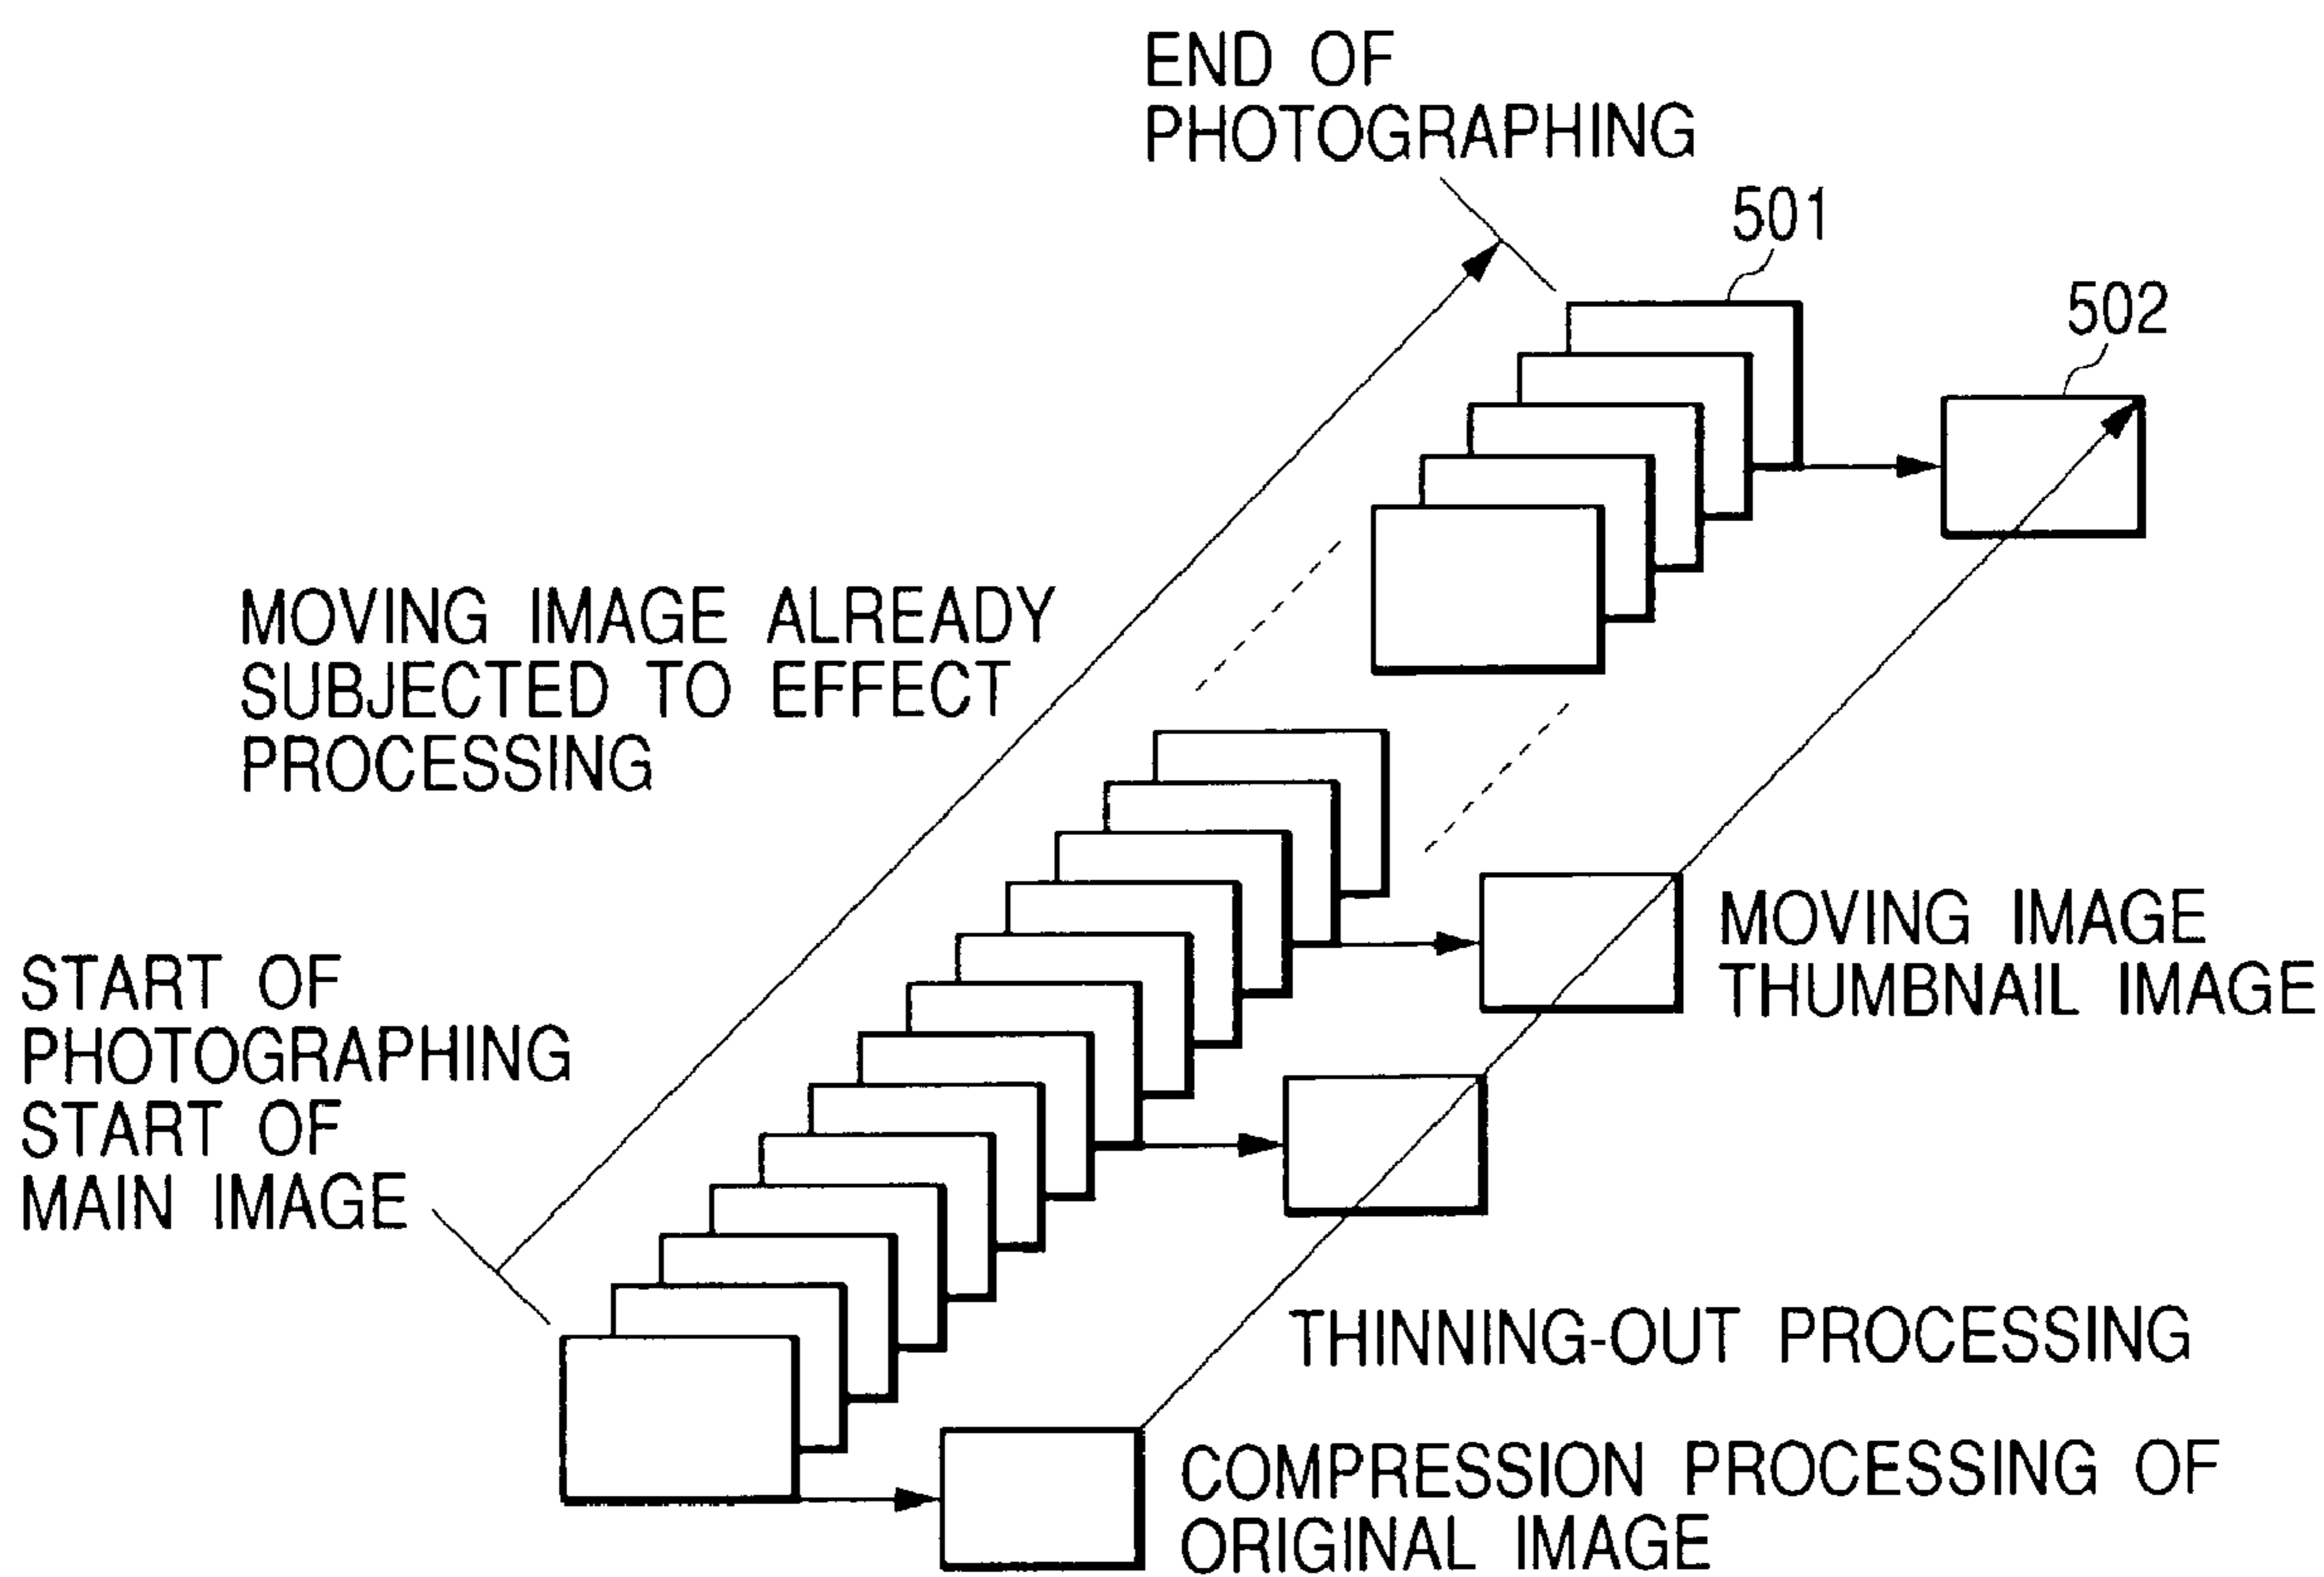 END OF
PHOTOGRAPHING
501
502
MOVING IMAGE ALREADY
SUBJECTED TO EFFECT
PROCESSING
MOVING IMAGE
THUMBNAIL IMAGE
START OF
PHOTOGRAPHING
START OF
MAIN IMAGE
THINNING-OUT PROCESSING
COMPRESSION PROCESSING OF
ORIGINAL IMAGE